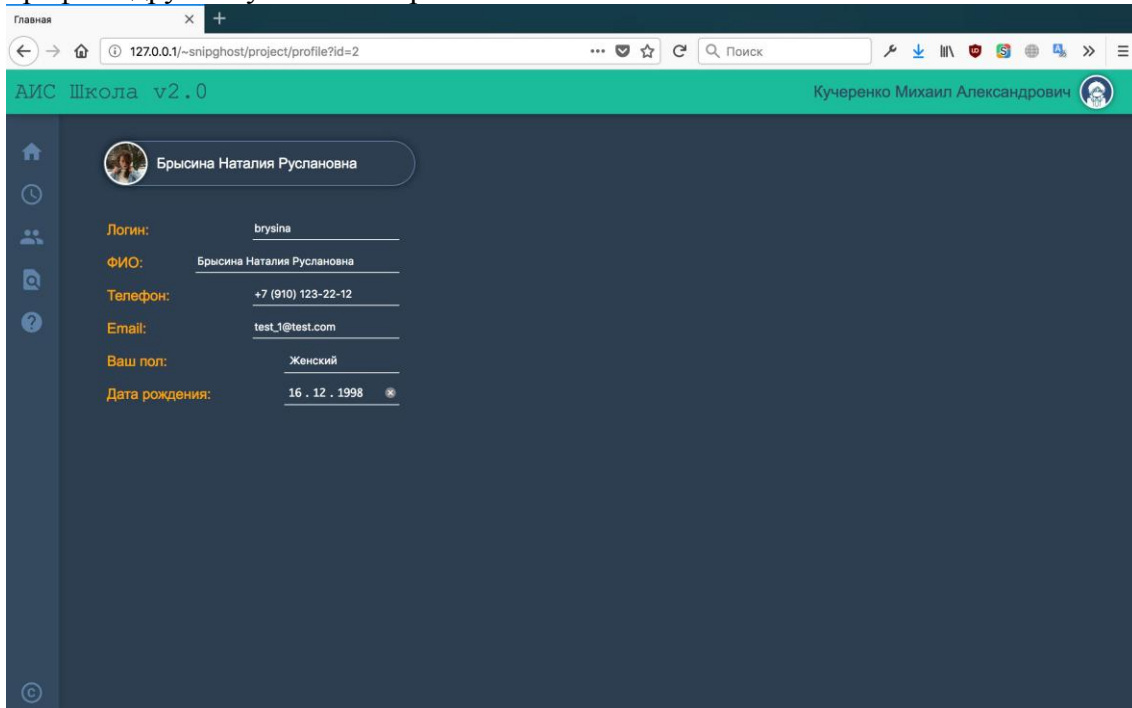 Главная
127.0.0.1/~snipghost/project/profile?id=2
Поиск
АИС Школа v2.0
Кучеренко Михаил Александрович
Брысина Наталия Руслановна
Логин: brysina
ФИО: Брысина Наталия Руслановна
Телефон: +7 (910) 123-22-12
Email: test_1@test.com
Ваш пол: Женский
Дата рождения: 16 . 12 . 1998